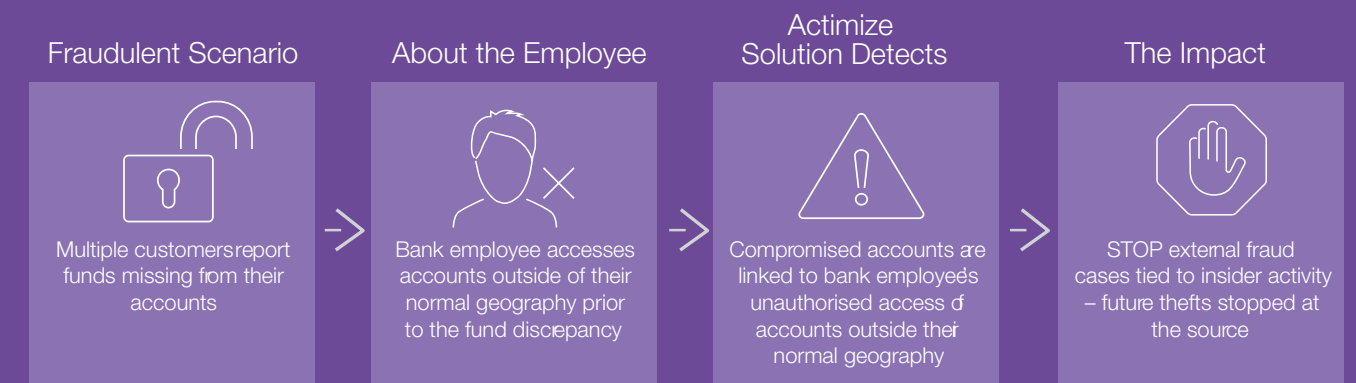 Fraudulent Scenario
Multiple customers report
funds missing from their
accounts
About the Employee
Bank employee accesses
accounts outside of their
normal geography prior
to the fund discrepancy
Actimize
Solution Detects
Compromised accounts are
linked to bank employee's
unauthorised access of
accounts outside their
normal geography
The Impact
STOP external fraud
cases tied to insider activity
– future thefts stopped at
the source